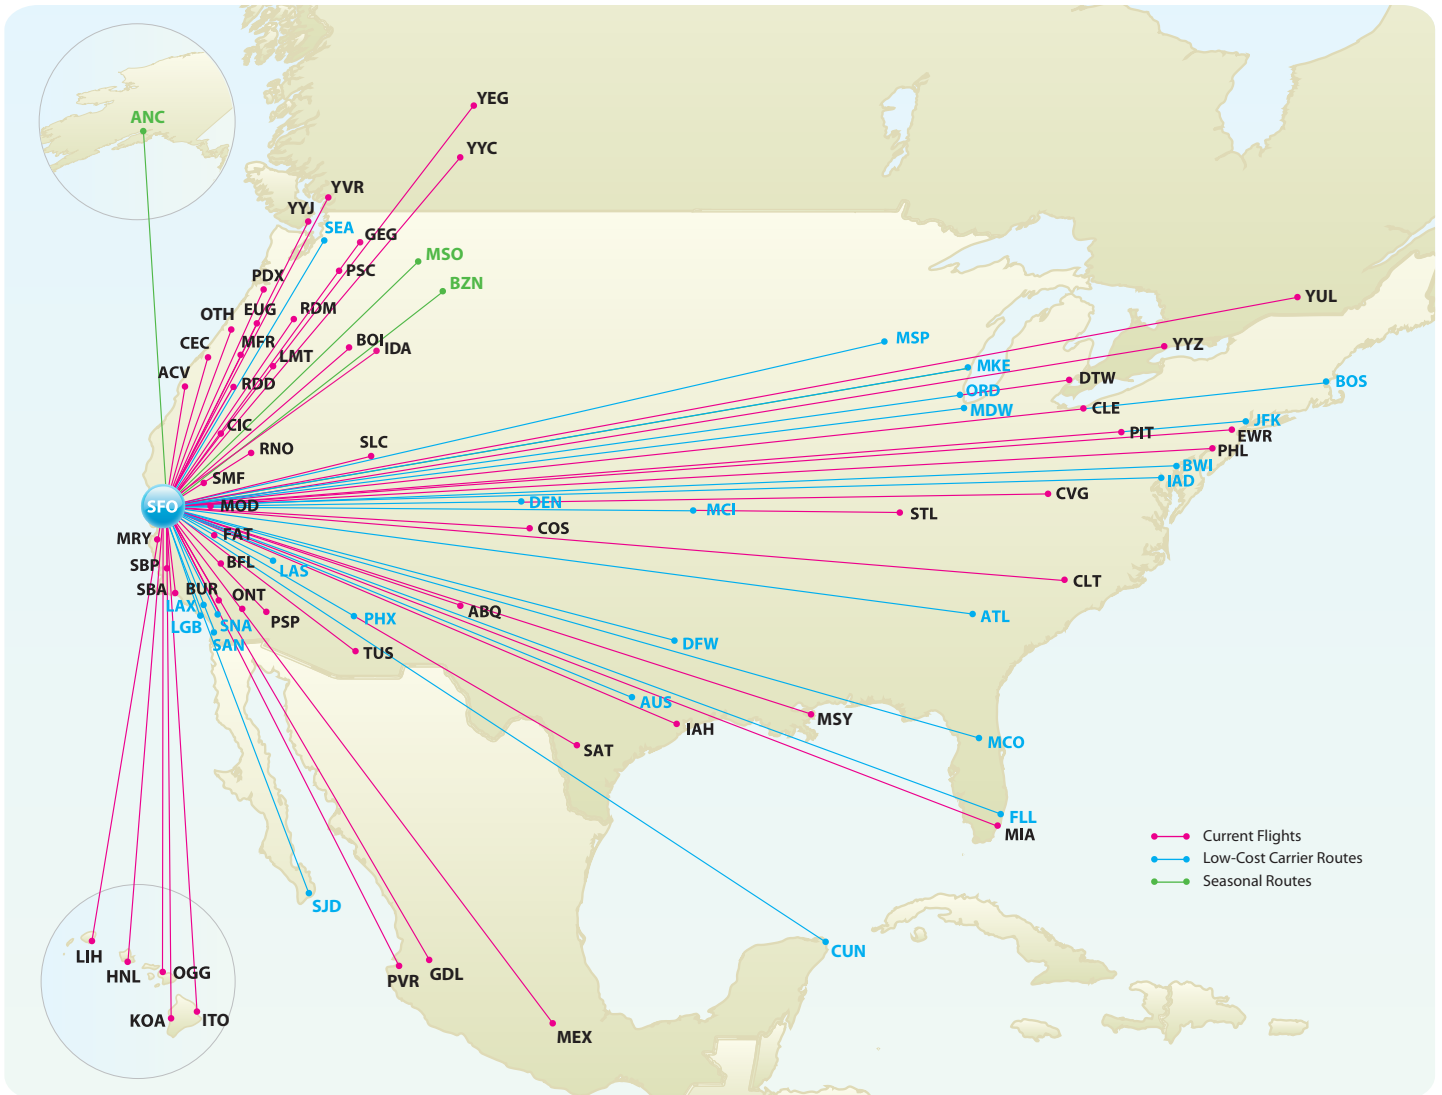 ANC
YEG
YYC
YVR
YYJ
SEA
GEG
MSO
PSC
PDX
BZN
YUL
EUG
RDM
OTH
MSP
CEC
MFR
BOI
YYZ
LMT
IDA
MKE
ACV
DTW
RDD
ORD
BOS
MDW
CLE
CIC
JFK
PIT
EWR
SLC
RNO
PHL
BWI
SMF
IAD
CVG
DEN
SFO
MOD
MCI
STL
COS
FAT
MRY
BFL
SBP
LAS
CLT
SBA
BUR
ONT
LAX
ABQ
PHX
ATL
PSP
LGB
SNA
SAN
DFW
TUS
AUS
MSY
IAH
MCO
SAT
FLL
MIA
Current Flights
Low-Cost Carrier Routes
Seasonal Routes
SJD
CUN
LIH
HNL
OGG
GDL
PVR
KOA
ITO
MEX